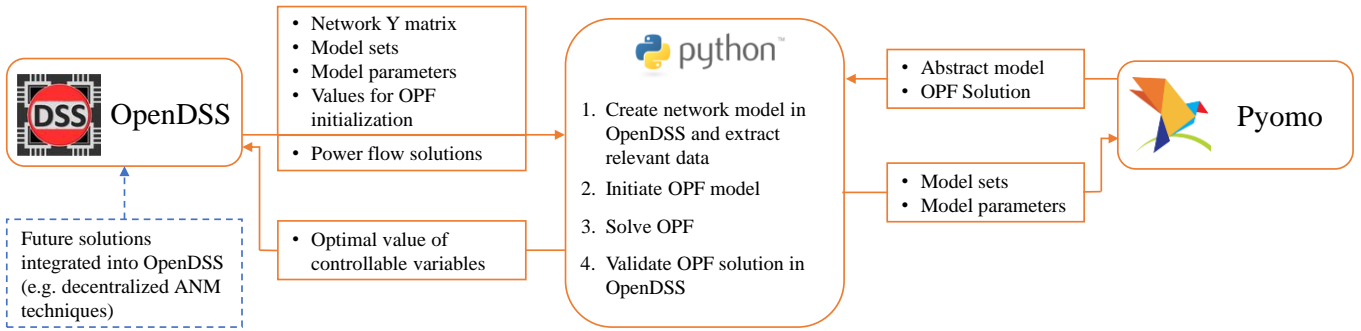 DSS
OpenDSS
Future solutions
integrated into OpenDSS
(e.g. decentralized ANM
techniques)
• Network Y matrix
• Model sets
• Model parameters
• Values for OPF
initialization
• Power flow solutions
• Optimal value of
controllable variables
python™
1. Create network model in
OpenDSS and extract
relevant data
2. Initiate OPF model
3. Solve OPF
4. Validate OPF solution in
OpenDSS
• Abstract model
• OPF Solution
• Model sets
• Model parameters
Pyomo